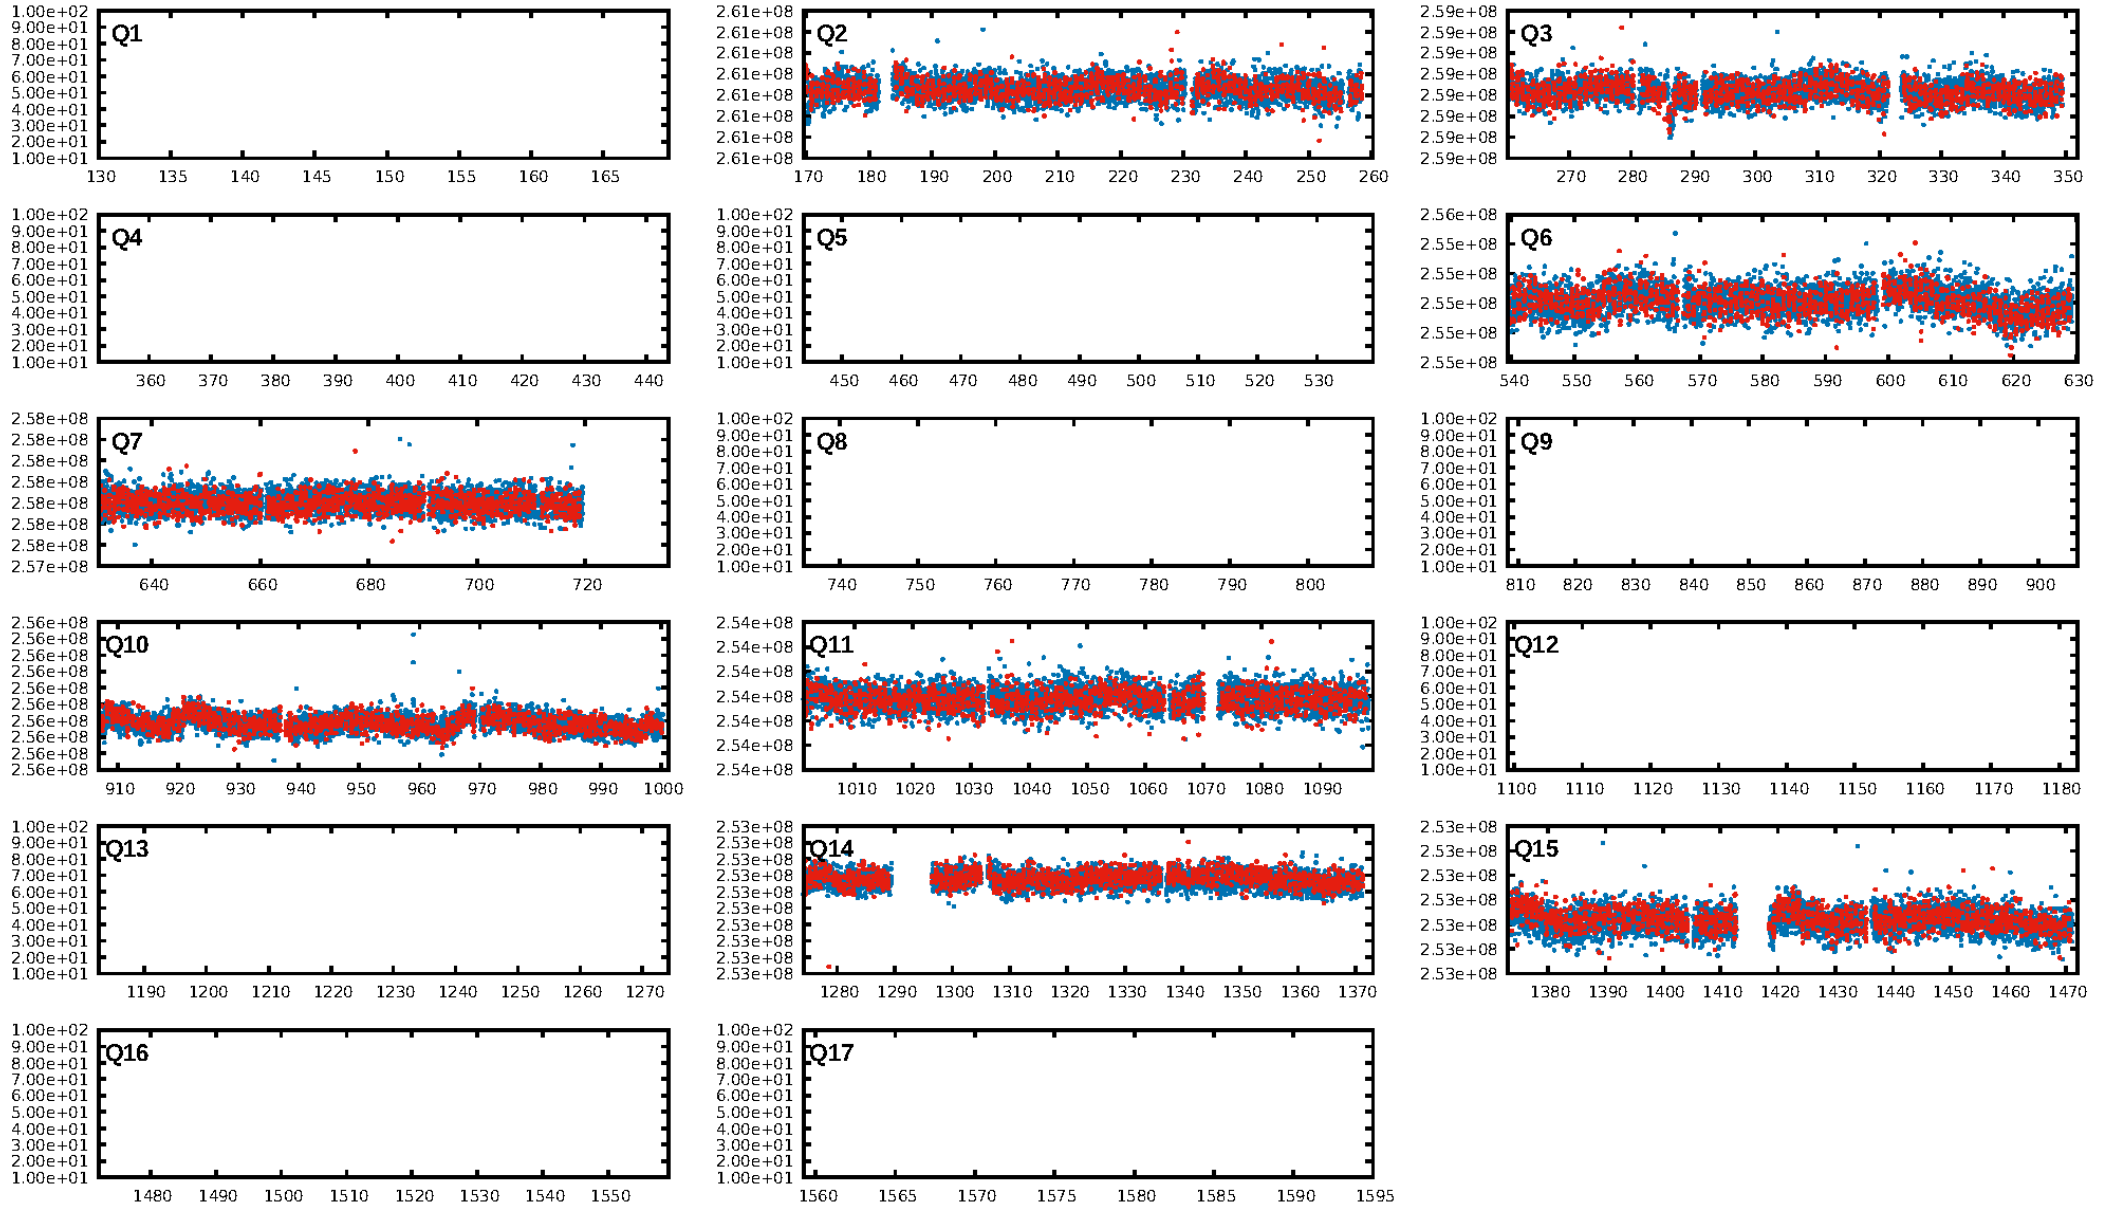 Q1
1.00e+02
9.00e+01
8.00e+01
7.00e+01
6.00e+01
5.00e+01
4.00e+01
3.00e+01
2.00e+01
1.00e+01
130 135 140 145 150 155 160 165
Q2
2.61e+08
2.61e+08
2.61e+08
2.61e+08
2.61e+08
2.61e+08
2.61e+08
2.61e+08
170 180 190 200 210 220 230 240 250 260
Q3
2.59e+08
2.59e+08
2.59e+08
2.59e+08
2.59e+08
2.59e+08
2.59e+08
2.59e+08
270 280 290 300 310 320 330 340 350
Q4
1.00e+02
9.00e+01
8.00e+01
7.00e+01
6.00e+01
5.00e+01
4.00e+01
3.00e+01
2.00e+01
1.00e+01
360 370 380 390 400 410 420 430 440
Q5
1.00e+02
9.00e+01
8.00e+01
7.00e+01
6.00e+01
5.00e+01
4.00e+01
3.00e+01
2.00e+01
1.00e+01
450 460 470 480 490 500 510 520 530
Q6
2.56e+08
2.55e+08
2.55e+08
2.55e+08
2.55e+08
2.55e+08
540 550 560 570 580 590 600 610 620 630
Q7
2.58e+08
2.58e+08
2.58e+08
2.58e+08
2.58e+08
2.58e+08
2.58e+08
2.57e+08
640 660 680 700 720
Q8
1.00e+02
9.00e+01
8.00e+01
7.00e+01
6.00e+01
5.00e+01
4.00e+01
3.00e+01
2.00e+01
1.00e+01
740 750 760 770 780 790 800
Q9
1.00e+02
9.00e+01
8.00e+01
7.00e+01
6.00e+01
5.00e+01
4.00e+01
3.00e+01
2.00e+01
1.00e+01
810 820 830 840 850 860 870 880 890 900
Q10
2.56e+08
2.56e+08
2.56e+08
2.56e+08
2.56e+08
2.56e+08
2.56e+08
2.56e+08
2.56e+08
2.56e+08
910 920 930 940 950 960 970 980 990 1000
Q11
2.54e+08
2.54e+08
2.54e+08
2.54e+08
2.54e+08
2.54e+08
2.54e+08
1010 1020 1030 1040 1050 1060 1070 1080 1090
Q12
1.00e+02
9.00e+01
8.00e+01
7.00e+01
6.00e+01
5.00e+01
4.00e+01
3.00e+01
2.00e+01
1.00e+01
1100 1110 1120 1130 1140 1150 1160 1170 1180
Q13
1.00e+02
9.00e+01
8.00e+01
7.00e+01
6.00e+01
5.00e+01
4.00e+01
3.00e+01
2.00e+01
1.00e+01
1190 1200 1210 1220 1230 1240 1250 1260 1270
Q14
2.53e+08
2.53e+08
2.53e+08
2.53e+08
2.53e+08
2.53e+08
2.53e+08
2.53e+08
2.53e+08
2.53e+08
1280 1290 1300 1310 1320 1330 1340 1350 1360 1370
Q15
2.53e+08
2.53e+08
2.53e+08
2.53e+08
2.53e+08
2.53e+08
2.53e+08
1380 1390 1400 1410 1420 1430 1440 1450 1460 1470
Q16
1.00e+02
9.00e+01
8.00e+01
7.00e+01
6.00e+01
5.00e+01
4.00e+01
3.00e+01
2.00e+01
1.00e+01
1480 1490 1500 1510 1520 1530 1540 1550
Q17
1.00e+02
9.00e+01
8.00e+01
7.00e+01
6.00e+01
5.00e+01
4.00e+01
3.00e+01
2.00e+01
1.00e+01
1560 1565 1570 1575 1580 1585 1590 1595